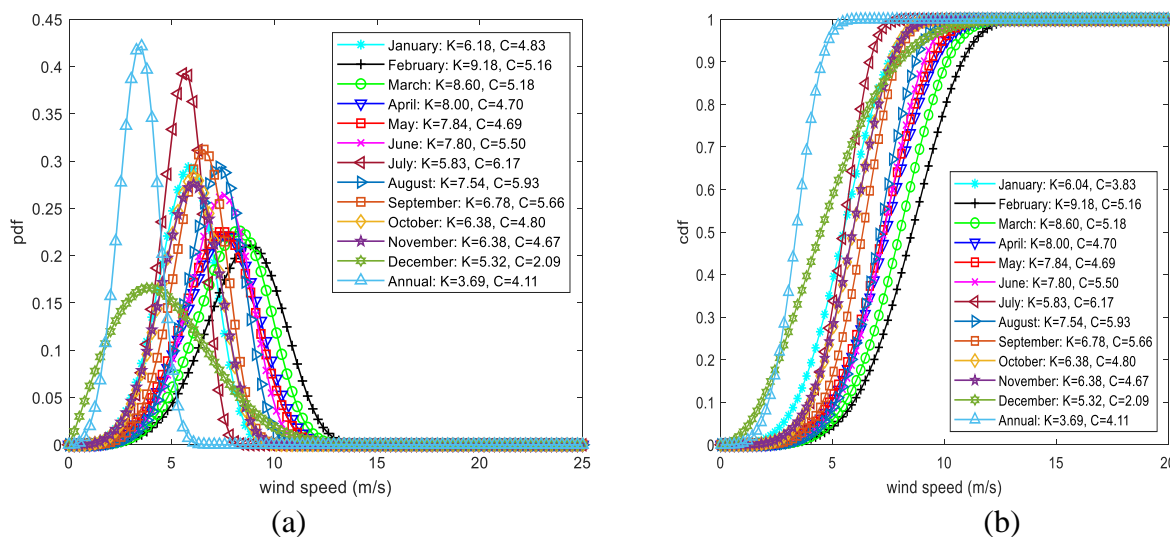 0.45
0.4
0.35
0.3
0.25
0.2
0.15
0.1
0.05
0
pdf
0
5
10
15
20
25
wind speed (m/s)
January: K=6.18, C=4.83
February: K=9.18, C=5.16
March: K=8.60, C=5.18
April: K=8.00, C=4.70
May: K=7.84, C=4.69
June: K=7.80, C=5.50
July: K=5.83, C=6.17
August: K=7.54, C=5.93
September: K=6.78, C=5.66
October: K=6.38, C=4.80
November: K=6.38, C=4.67
December: K=5.32, C=2.09
Annual: K=3.69, C=4.11
(a)
1
0.9
0.8
0.7
0.6
0.5
0.4
0.3
0.2
0.1
0
cdf
0
5
10
15
20
wind speed (m/s)
January: K=6.04, C=3.83
February: K=9.18, C=5.16
March: K=8.60, C=5.18
April: K=8.00, C=4.70
May: K=7.84, C=4.69
June: K=7.80, C=5.50
July: K=5.83, C=6.17
August: K=7.54, C=5.93
September: K=6.78, C=5.66
October: K=6.38, C=4.80
November: K=6.38, C=4.67
December: K=5.32, C=2.09
Annual: K=3.69, C=4.11
(b)